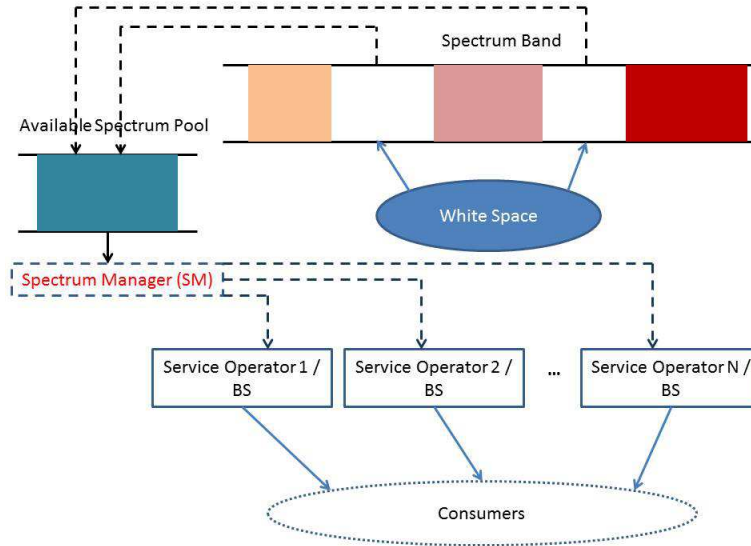 Spectrum Band
Available Spectrum Pool
White Space
Spectrum Manager (SM)
Service Operator 1 /
BS
Service Operator 2 /
BS
...
Service Operator N /
BS
Consumers